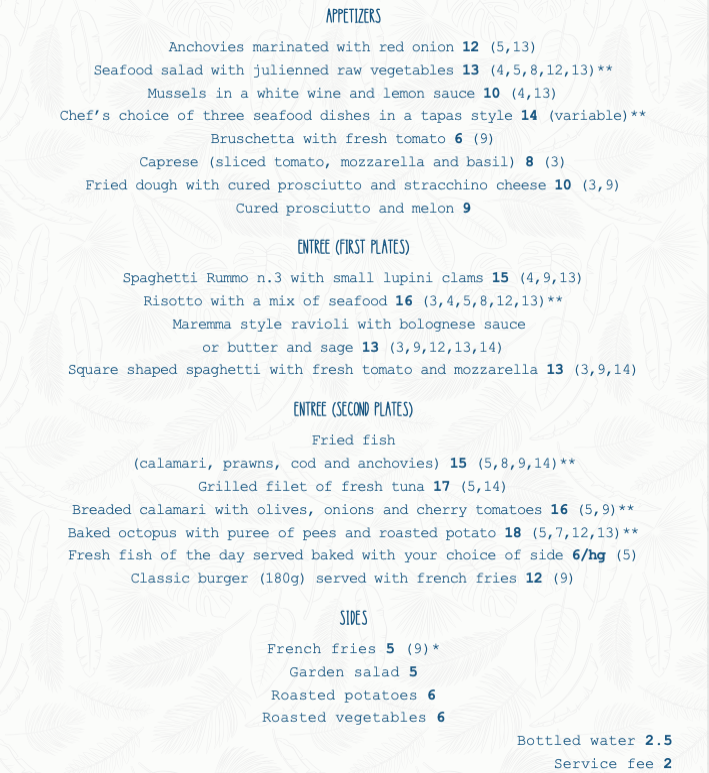 APPETIZERS
Anchovies marinated with red onion 12 (5,13)
Seafood salad with julienned raw vegetables 13 (4,5,8,12,13)**
Mussels in a white wine and lemon sauce 10 (4,13)
Chef's choice of three seafood dishes in a tapas style 14 (variable)**
Bruschetta with fresh tomato 6 (9)
Caprese (sliced tomato, mozzarella and basil) 8 (3)
Fried dough with cured prosciutto and stracchino cheese 10 (3,9)
Cured prosciutto and melon 9
ENTREE (FIRST PLATES)
Spaghetti Rummo n.3 with small lupini clams 15 (4,9,13)
Risotto with a mix of seafood 16 (3,4,5,8,12,13)**
Maremma style ravioli with bolognese sauce
or butter and sage 13 (3,9,12,13,14)
Square shaped spaghetti with fresh tomato and mozzarella 13 (3,9,14)
ENTREE (SECOND PLATES)
Fried fish
(calamari, prawns, cod and anchovies) 15 (5,8,9,14)**
Grilled filet of fresh tuna 17 (5,14)
Breaded calamari with olives, onions and cherry tomatoes 16 (5,9)**
Baked octopus with puree of pees and roasted potato 18 (5,7,12,13)**
Fresh fish of the day served baked with your choice of side 6/hg (5)
Classic burger (180g) served with french fries 12 (9)
SIDES
French fries 5 (9)*
Garden salad 5
Roasted potatoes 6
Roasted vegetables 6
Bottled water 2.5
Service fee 2